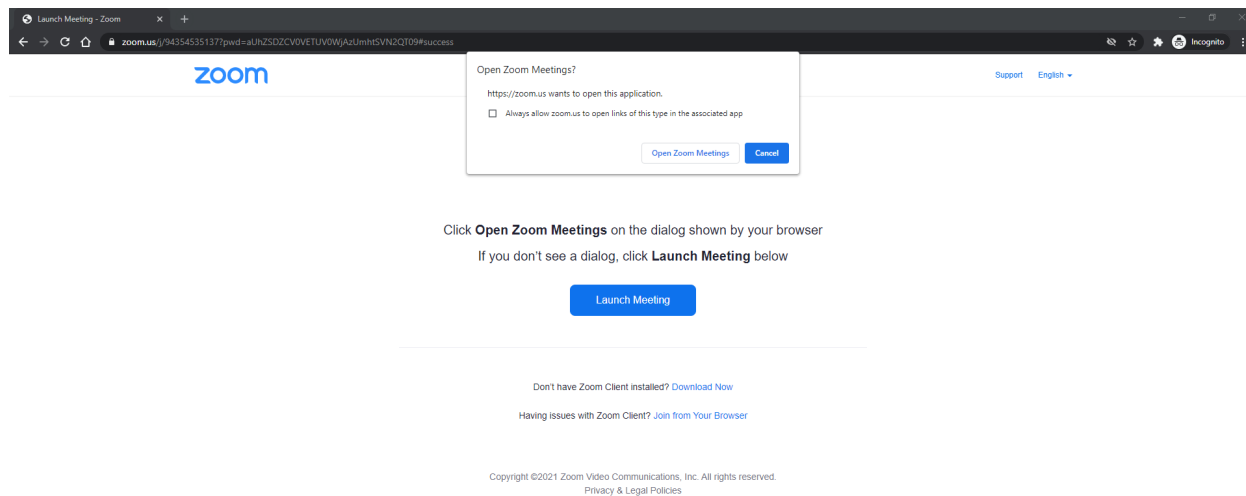 Launch Meeting - Zoom
zoom.us/j/94354535137?pwd=aUhZSDZCV0VETUV0WjAzUmhtSVN2QT09#success
Incognito
zoom
Support English
Open Zoom Meetings?
https://zoom.us wants to open this application.
Always allow zoom.us to open links of this type in the associated app
Open Zoom Meetings Cancel
Click Open Zoom Meetings on the dialog shown by your browser
If you don't see a dialog, click Launch Meeting below
Launch Meeting
Don't have Zoom Client installed? Download Now
Having issues with Zoom Client? Join from Your Browser
Copyright ©2021 Zoom Video Communications, Inc. All rights reserved.
Privacy & Legal Policies